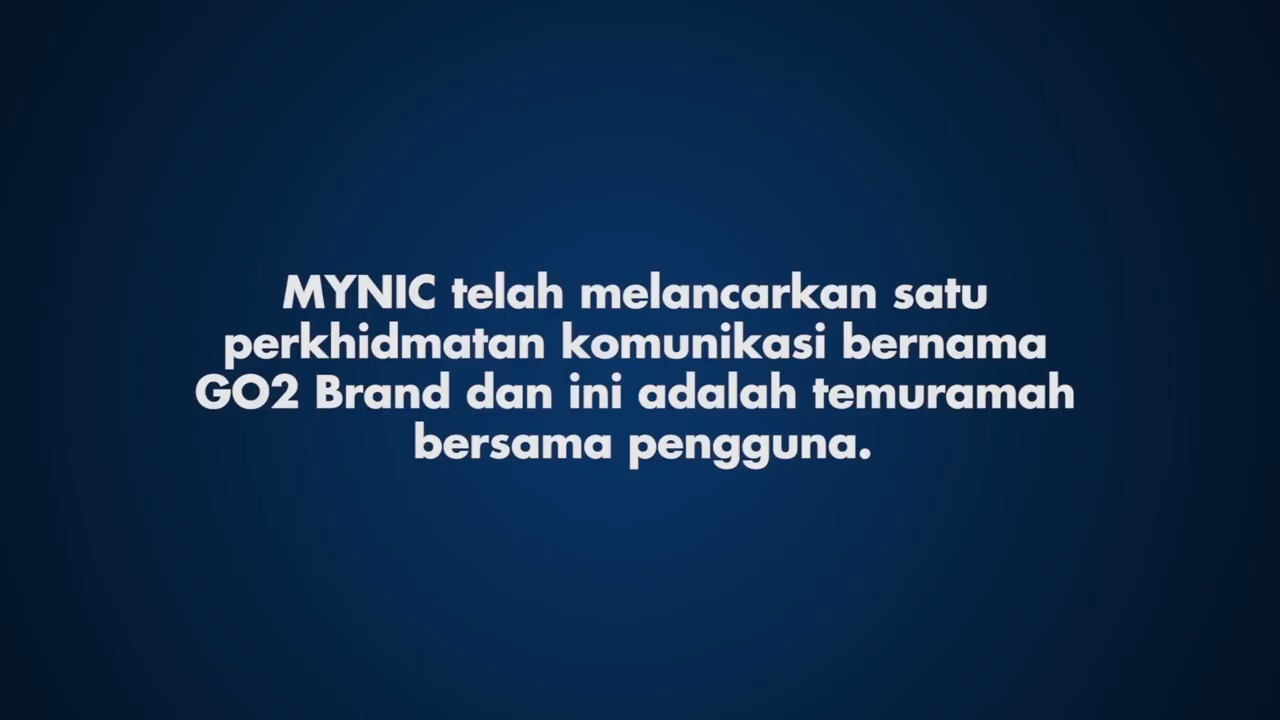 MYNIC telah melancarkan satu
perkhidmatan komunikasi bernama
GO2 Brand dan ini adalah temuramah
bersama pengguna.